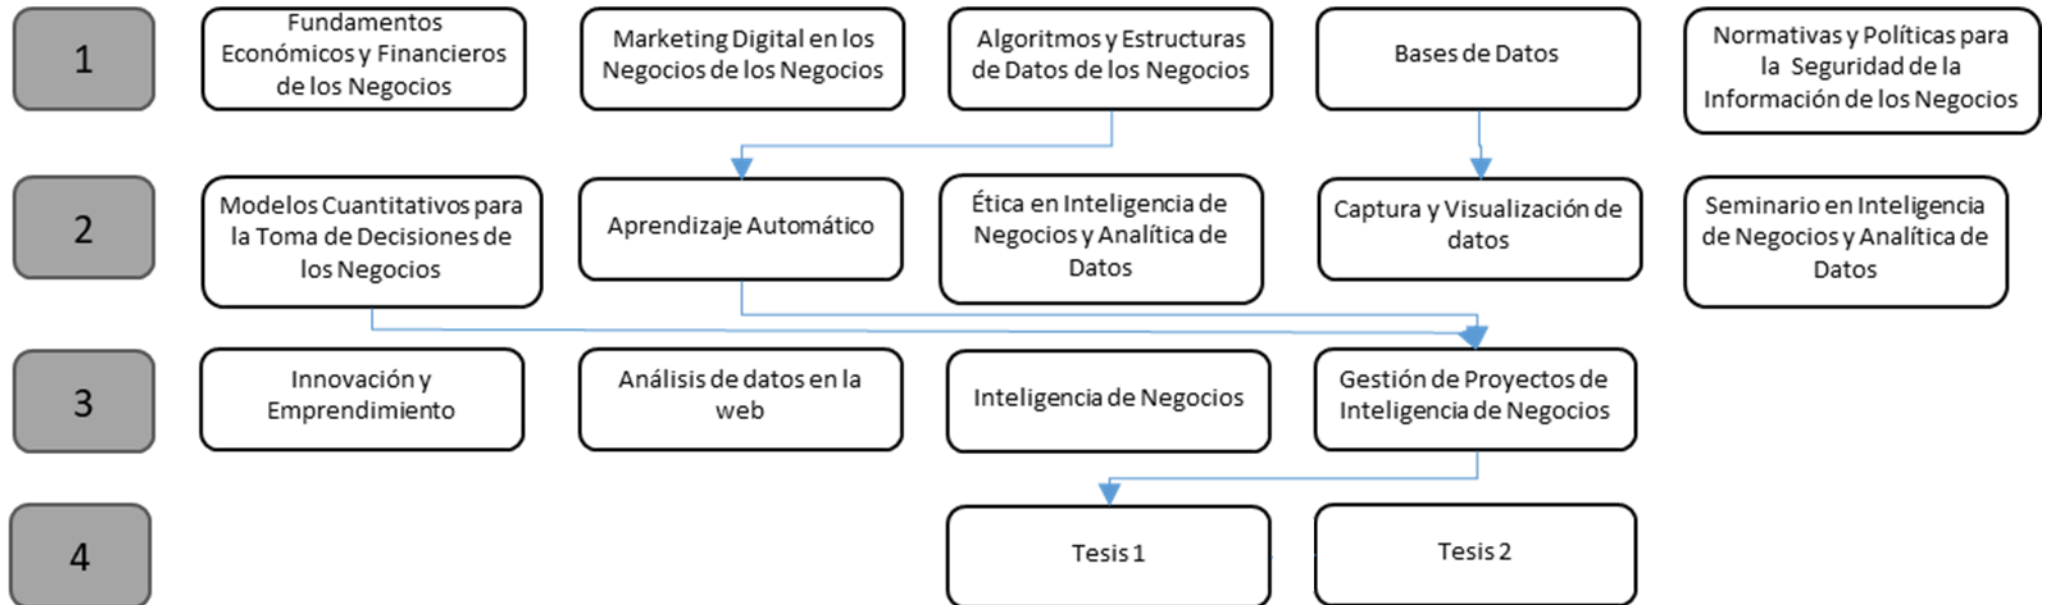 1
Fundamentos
Económicos y Financieros
de los Negocios
Marketing Digital en los
Negocios de los Negocios
Algoritmos y Estructuras
de Datos de los Negocios
Bases de Datos
Normativas y Políticas para
la Seguridad de la
Información de los Negocios
2
Modelos Cuantitativos para
la Toma de Decisiones de
los Negocios
Aprendizaje Automático
Ética en Inteligencia de
Negocios y Analítica de
Datos
Captura y Visualización de
datos
Seminario en Inteligencia
de Negocios y Analítica de
Datos
3
Innovación y
Emprendimiento
Análisis de datos en la
web
Inteligencia de Negocios
Gestión de Proyectos de
Inteligencia de Negocios
4
Tesis 1
Tesis 2